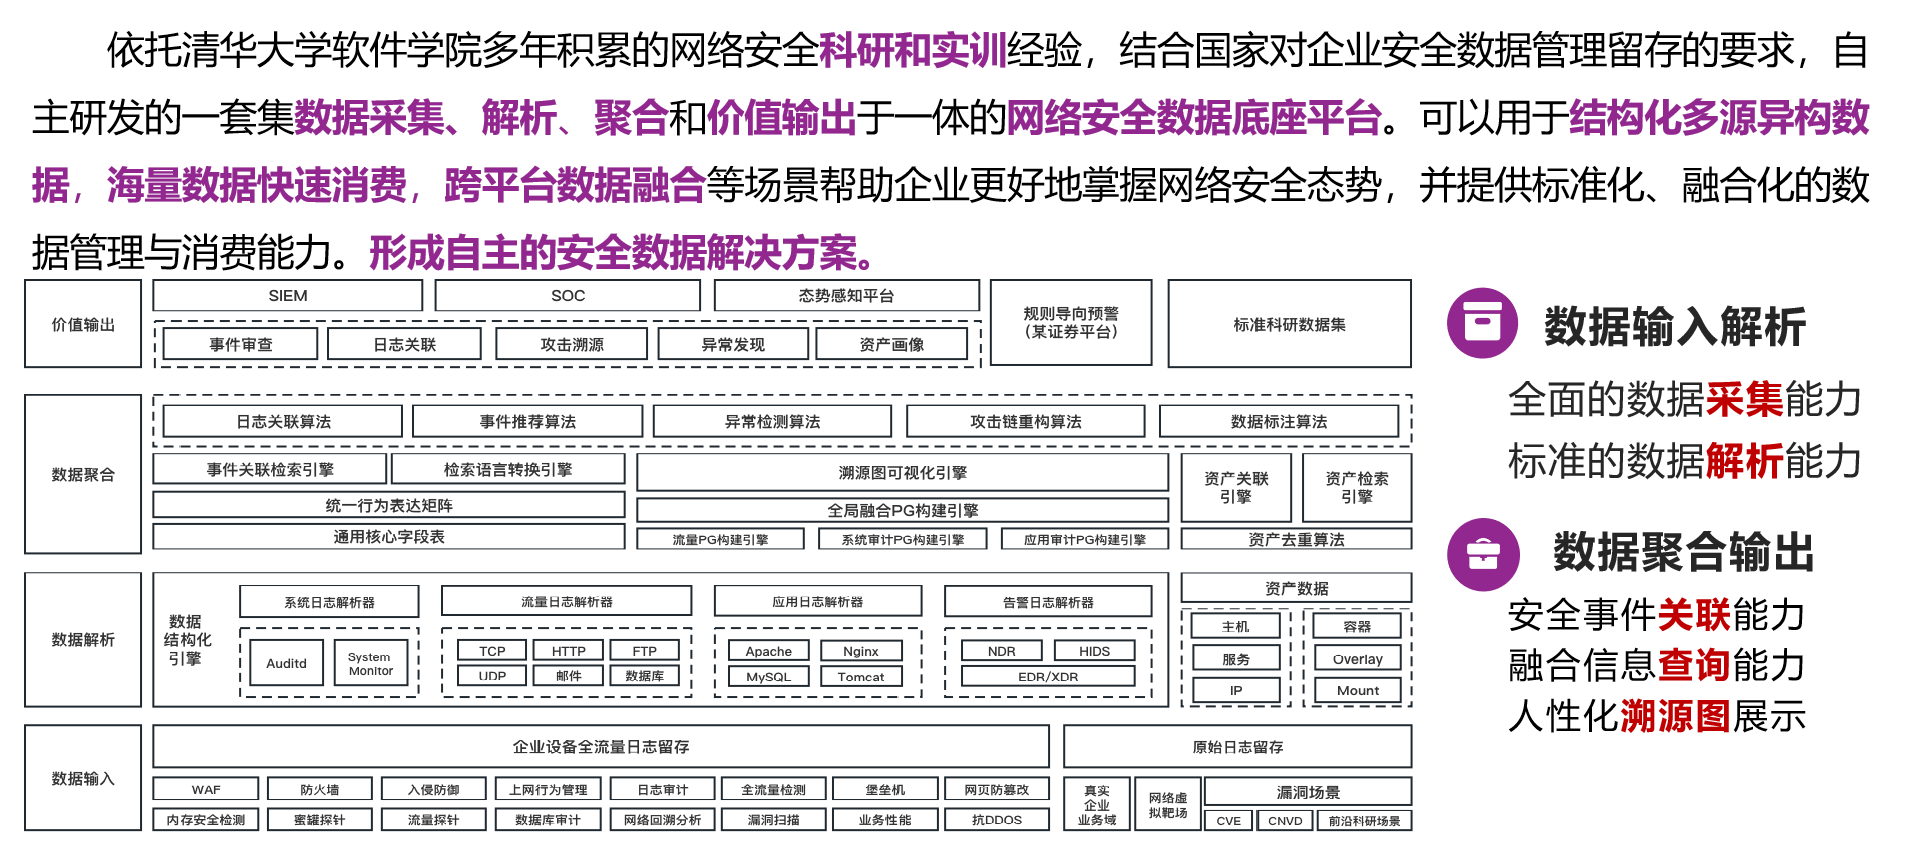 依托清华大学软件学院多年积累的网络安全科研和实训经验，结合国家对企业安全数据管理留存的要求，自
主研发的一套集数据采集、解析、聚合和价值输出于一体的网络安全数据底座平台。可以用于结构化多源异构数
据，海量数据快速消费，跨平台数据融合等场景帮助企业更好地掌握网络安全态势，并提供标准化、融合化的数
据管理与消费能力。形成自主的安全数据解决方案。
价值输出
SIEM
SOC
态势感知平台
事件审查
日志关联
攻击溯源
异常发现
资产画像
规则导向预警
（某证券平台）
标准科研数据集
数据聚合
日志关联算法
事件推荐算法
异常检测算法
攻击链重构算法
数据标注算法
事件关联检索引擎
检索语言转换引擎
统一行为表达矩阵
通用核心字段表
溯源图可视化引擎
全局融合PG构建引擎
流量PG构建引擎
系统审计PG构建引擎
应用审计PG构建引擎
资产关联
引擎
资产检索
引擎
资产去重算法
数据解析
数据
结构化
引擎
系统日志解析器
Auditd
System
Monitor
流量日志解析器
TCP
HTTP
FTP
UDP
邮件
数据库
应用日志解析器
Apache
Nginx
MySQL
Tomcat
告警日志解析器
NDR
HIDS
EDR/XDR
资产数据
主机
服务
IP
容器
Overlay
Mount
数据输入
企业设备全流量日志留存
WAF
防火墙
入侵防御
上网行为管理
日志审计
全流量检测
堡垒机
网页防篡改
内存安全检测
蜜罐探针
流量探针
数据库审计
网络回溯分析
漏洞扫描
业务性能
抗DDOS
原始日志留存
真实
企业
业务域
网络虚
拟靶场
漏洞场景
CVE
CNVD
前沿科研场景
数据输入解析
全面的数据采集能力
标准的数据解析能力
数据聚合输出
安全事件关联能力
融合信息查询能力
人性化溯源图展示